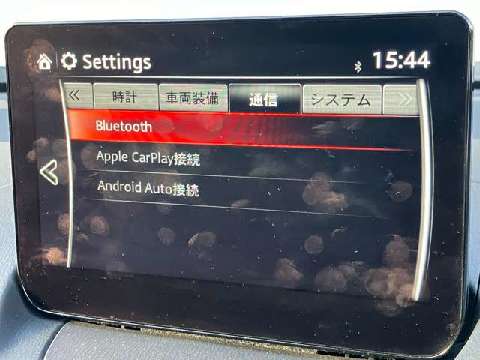 Settings 15:44
« 時計 車両装備 通信 システム »
Bluetooth
Apple CarPlay接続
Android Auto接続